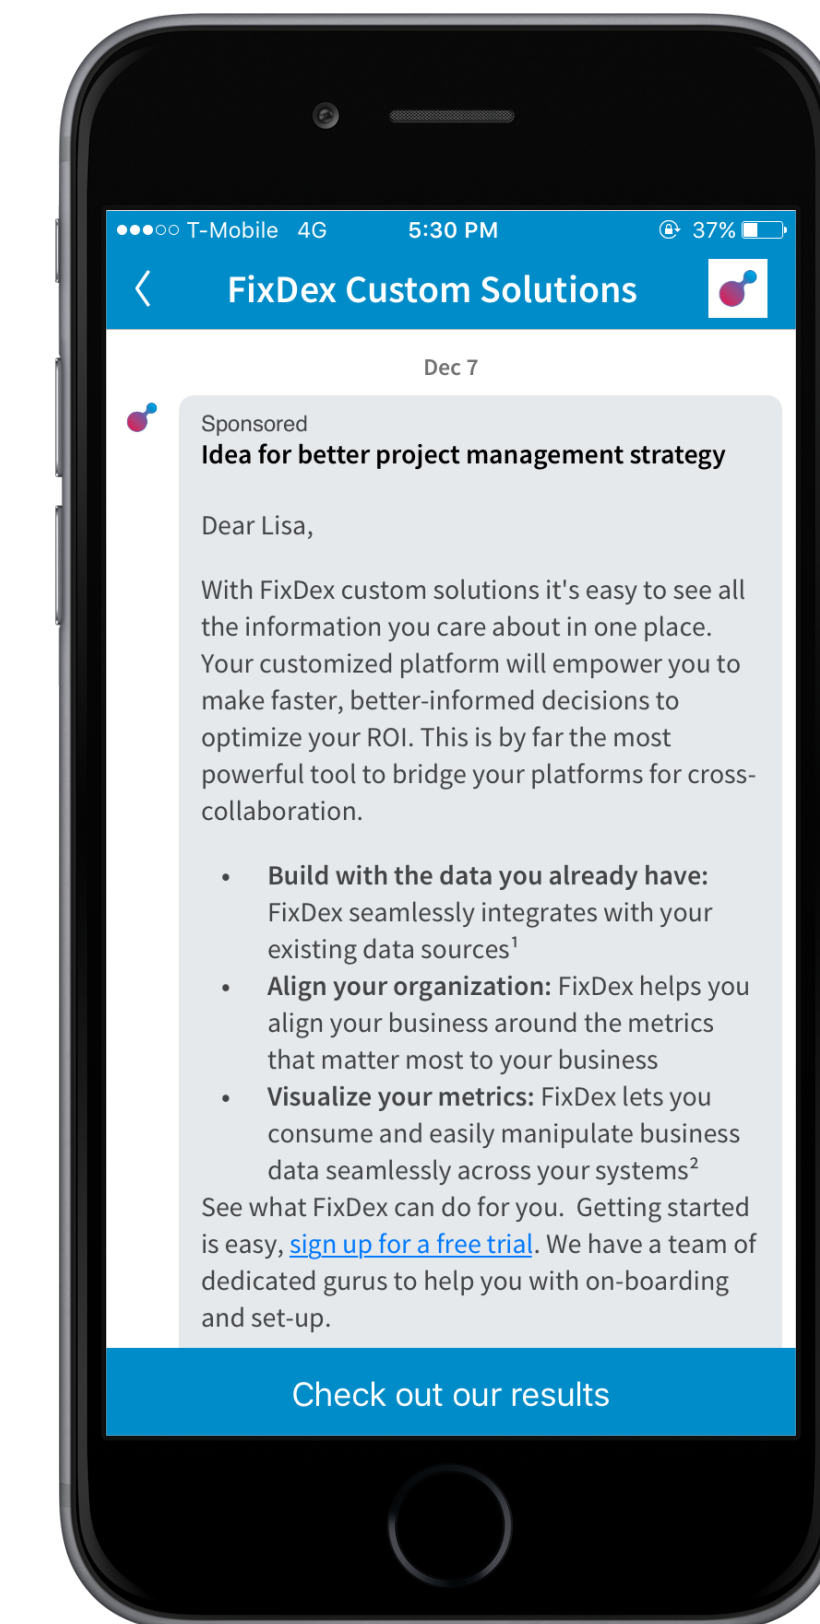 T-Mobile 4G 5:30 PM 37%
FixDex Custom Solutions
Dec 7
Sponsored
Idea for better project management strategy
Dear Lisa,
With FixDex custom solutions it's easy to see all
the information you care about in one place.
Your customized platform will empower you to
make faster, better-informed decisions to
optimize your ROI. This is by far the most
powerful tool to bridge your platforms for cross-
collaboration.
• Build with the data you already have:
FixDex seamlessly integrates with your
existing data sources¹
• Align your organization: FixDex helps you
align your business around the metrics
that matter most to your business
• Visualize your metrics: FixDex lets you
consume and easily manipulate business
data seamlessly across your systems²
See what FixDex can do for you.  Getting started
is easy, sign up for a free trial. We have a team of
dedicated gurus to help you with on-boarding
and set-up.
Check out our results